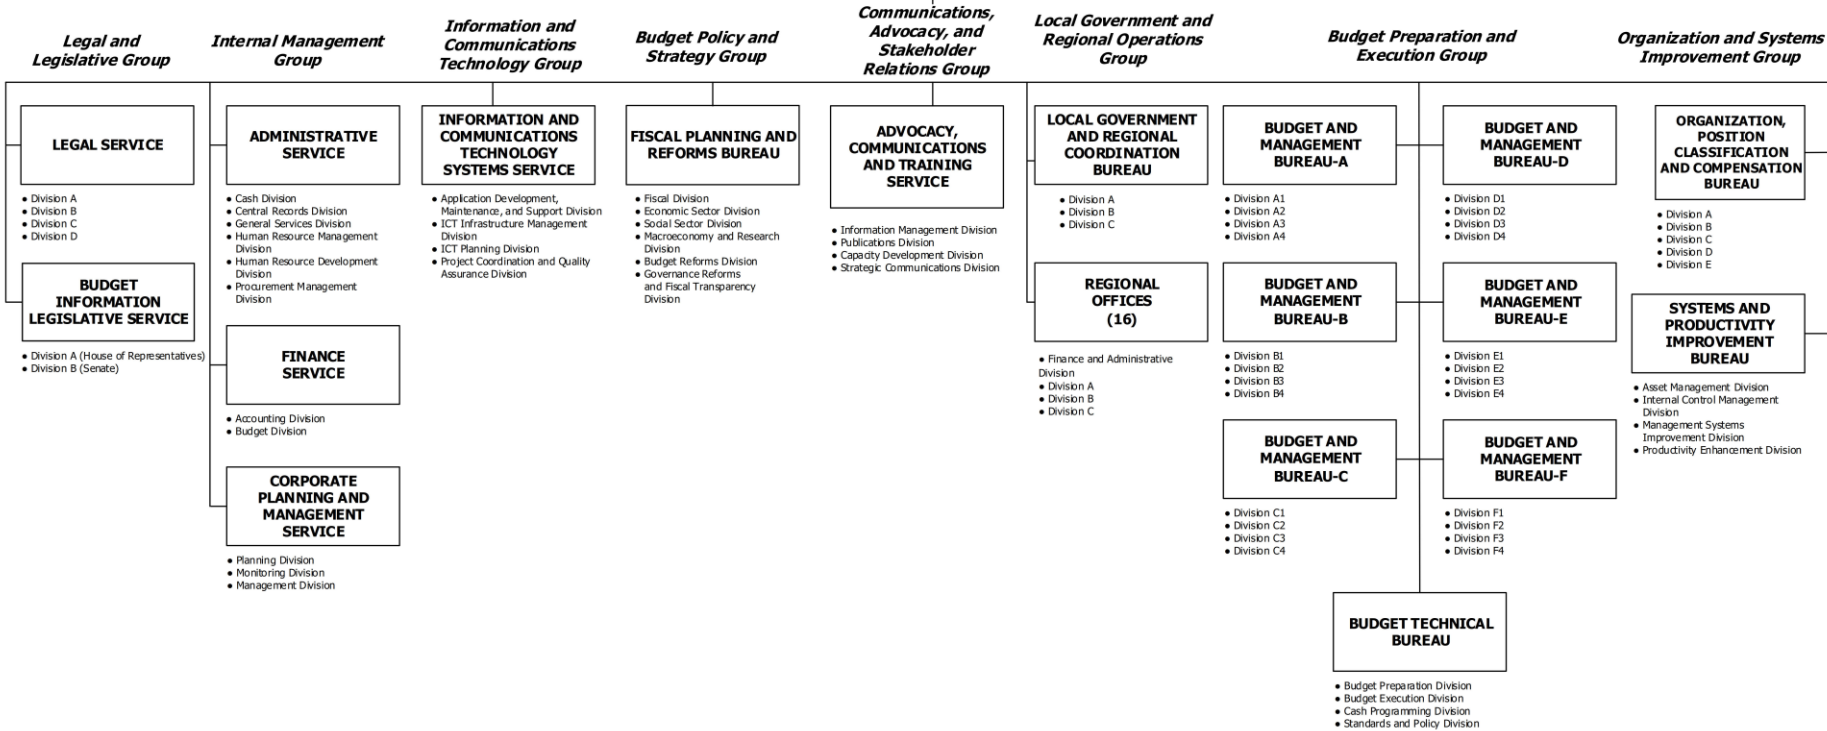 Legal and
Legislative Group
LEGAL SERVICE
● Division A
● Division B
● Division C
● Division D
BUDGET
INFORMATION
LEGISLATIVE SERVICE
● Division A (House of Representatives)
● Division B (Senate)
Internal Management
Group
ADMINISTRATIVE
SERVICE
● Cash Division
● Central Records Division
● General Services Division
● Human Resource Management
Division
● Human Resource Development
Division
● Procurement Management
Division
FINANCE
SERVICE
● Accounting Division
● Budget Division
CORPORATE
PLANNING AND
MANAGEMENT
SERVICE
● Planning Division
● Monitoring Division
● Management Division
Information and
Communications
Technology Group
INFORMATION AND
COMMUNICATIONS
TECHNOLOGY
SYSTEMS SERVICE
● Application Development,
Maintenance, and Support Division
● ICT Infrastructure Management
Division
● ICT Planning Division
● Project Coordination and Quality
Assurance Division
Budget Policy and
Strategy Group
FISCAL PLANNING AND
REFORMS BUREAU
● Fiscal Division
● Economic Sector Division
● Social Sector Division
● Macroeconomy and Research
Division
● Budget Reforms Division
● Governance Reforms
and Fiscal Transparency
Division
Communications,
Advocacy, and
Stakeholder
Relations Group
ADVOCACY,
COMMUNICATIONS
AND TRAINING
SERVICE
● Information Management Division
● Publications Division
● Capacity Development Division
● Strategic Communications Division
Local Government and
Regional Operations
Group
LOCAL GOVERNMENT
AND REGIONAL
COORDINATION
BUREAU
● Division A
● Division B
● Division C
REGIONAL
OFFICES
(16)
● Finance and Administrative
Division
● Division A
● Division B
● Division C
Budget Preparation and
Execution Group
BUDGET AND
MANAGEMENT
BUREAU-A
● Division A1
● Division A2
● Division A3
● Division A4
BUDGET AND
MANAGEMENT
BUREAU-B
● Division B1
● Division B2
● Division B3
● Division B4
BUDGET AND
MANAGEMENT
BUREAU-C
● Division C1
● Division C2
● Division C3
● Division C4
BUDGET AND
MANAGEMENT
BUREAU-D
● Division D1
● Division D2
● Division D3
● Division D4
BUDGET AND
MANAGEMENT
BUREAU-E
● Division E1
● Division E2
● Division E3
● Division E4
BUDGET AND
MANAGEMENT
BUREAU-F
● Division F1
● Division F2
● Division F3
● Division F4
BUDGET TECHNICAL
BUREAU
● Budget Preparation Division
● Budget Execution Division
● Cash Programming Division
● Standards and Policy Division
Organization and Systems
Improvement Group
ORGANIZATION,
POSITION
CLASSIFICATION
AND COMPENSATION
BUREAU
● Division A
● Division B
● Division C
● Division D
● Division E
SYSTEMS AND
PRODUCTIVITY
IMPROVEMENT
BUREAU
● Asset Management Division
● Internal Control Management
Division
● Management Systems
Improvement Division
● Productivity Enhancement Division